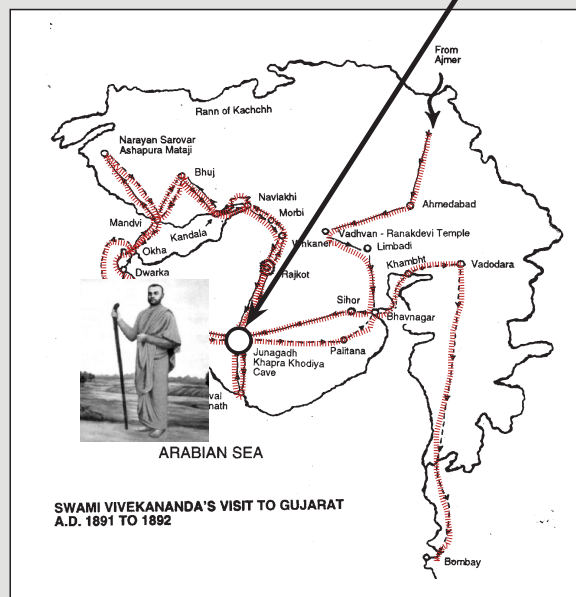 From
Ajmer
Rann of Kachchh
Narayan Sarovar
Ashapura Mataji
Bhuj
Navlakhi
Morbi
Ahmedabad
Mandvi
Kandala
Vadhvan - Ranakdevi Temple
Okha
Limbadi
Khambht
Vadodara
Dwarka
Rajkot
Sihor
Bhavnagar
Junagadh
Khapra Khodiya
Cave
Palitana
val
nath
ARABIAN SEA
SWAMI VIVEKANANDA'S VISIT TO GUJARAT
A.D. 1891 TO 1892
Bombay